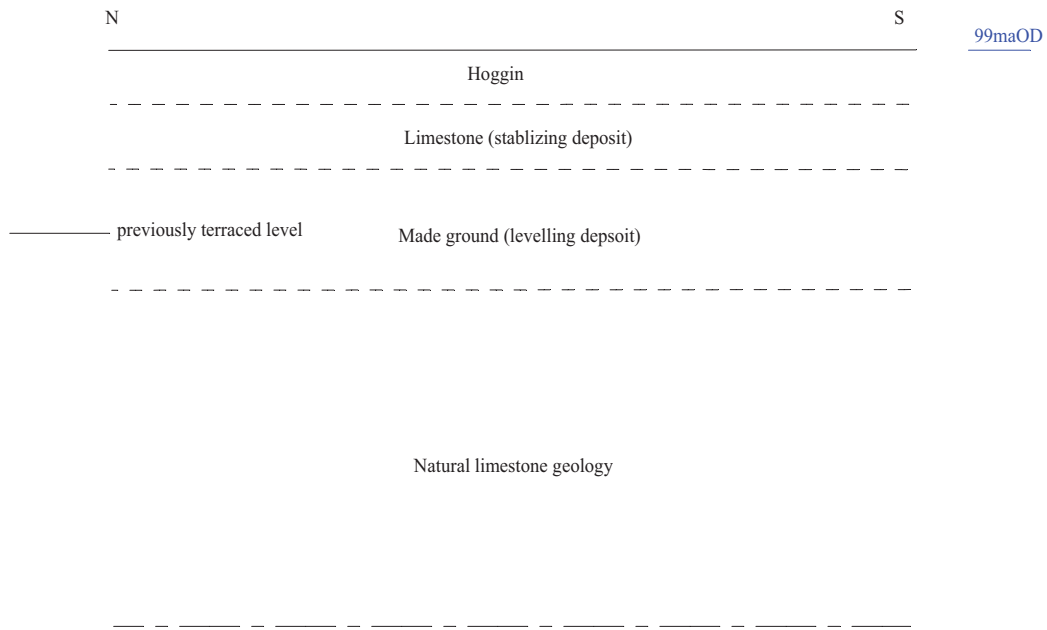 N
S
99maOD
Hoggin
Limestone (stablizing deposit)
previously terraced level
Made ground (levelling depsoit)
Natural limestone geology